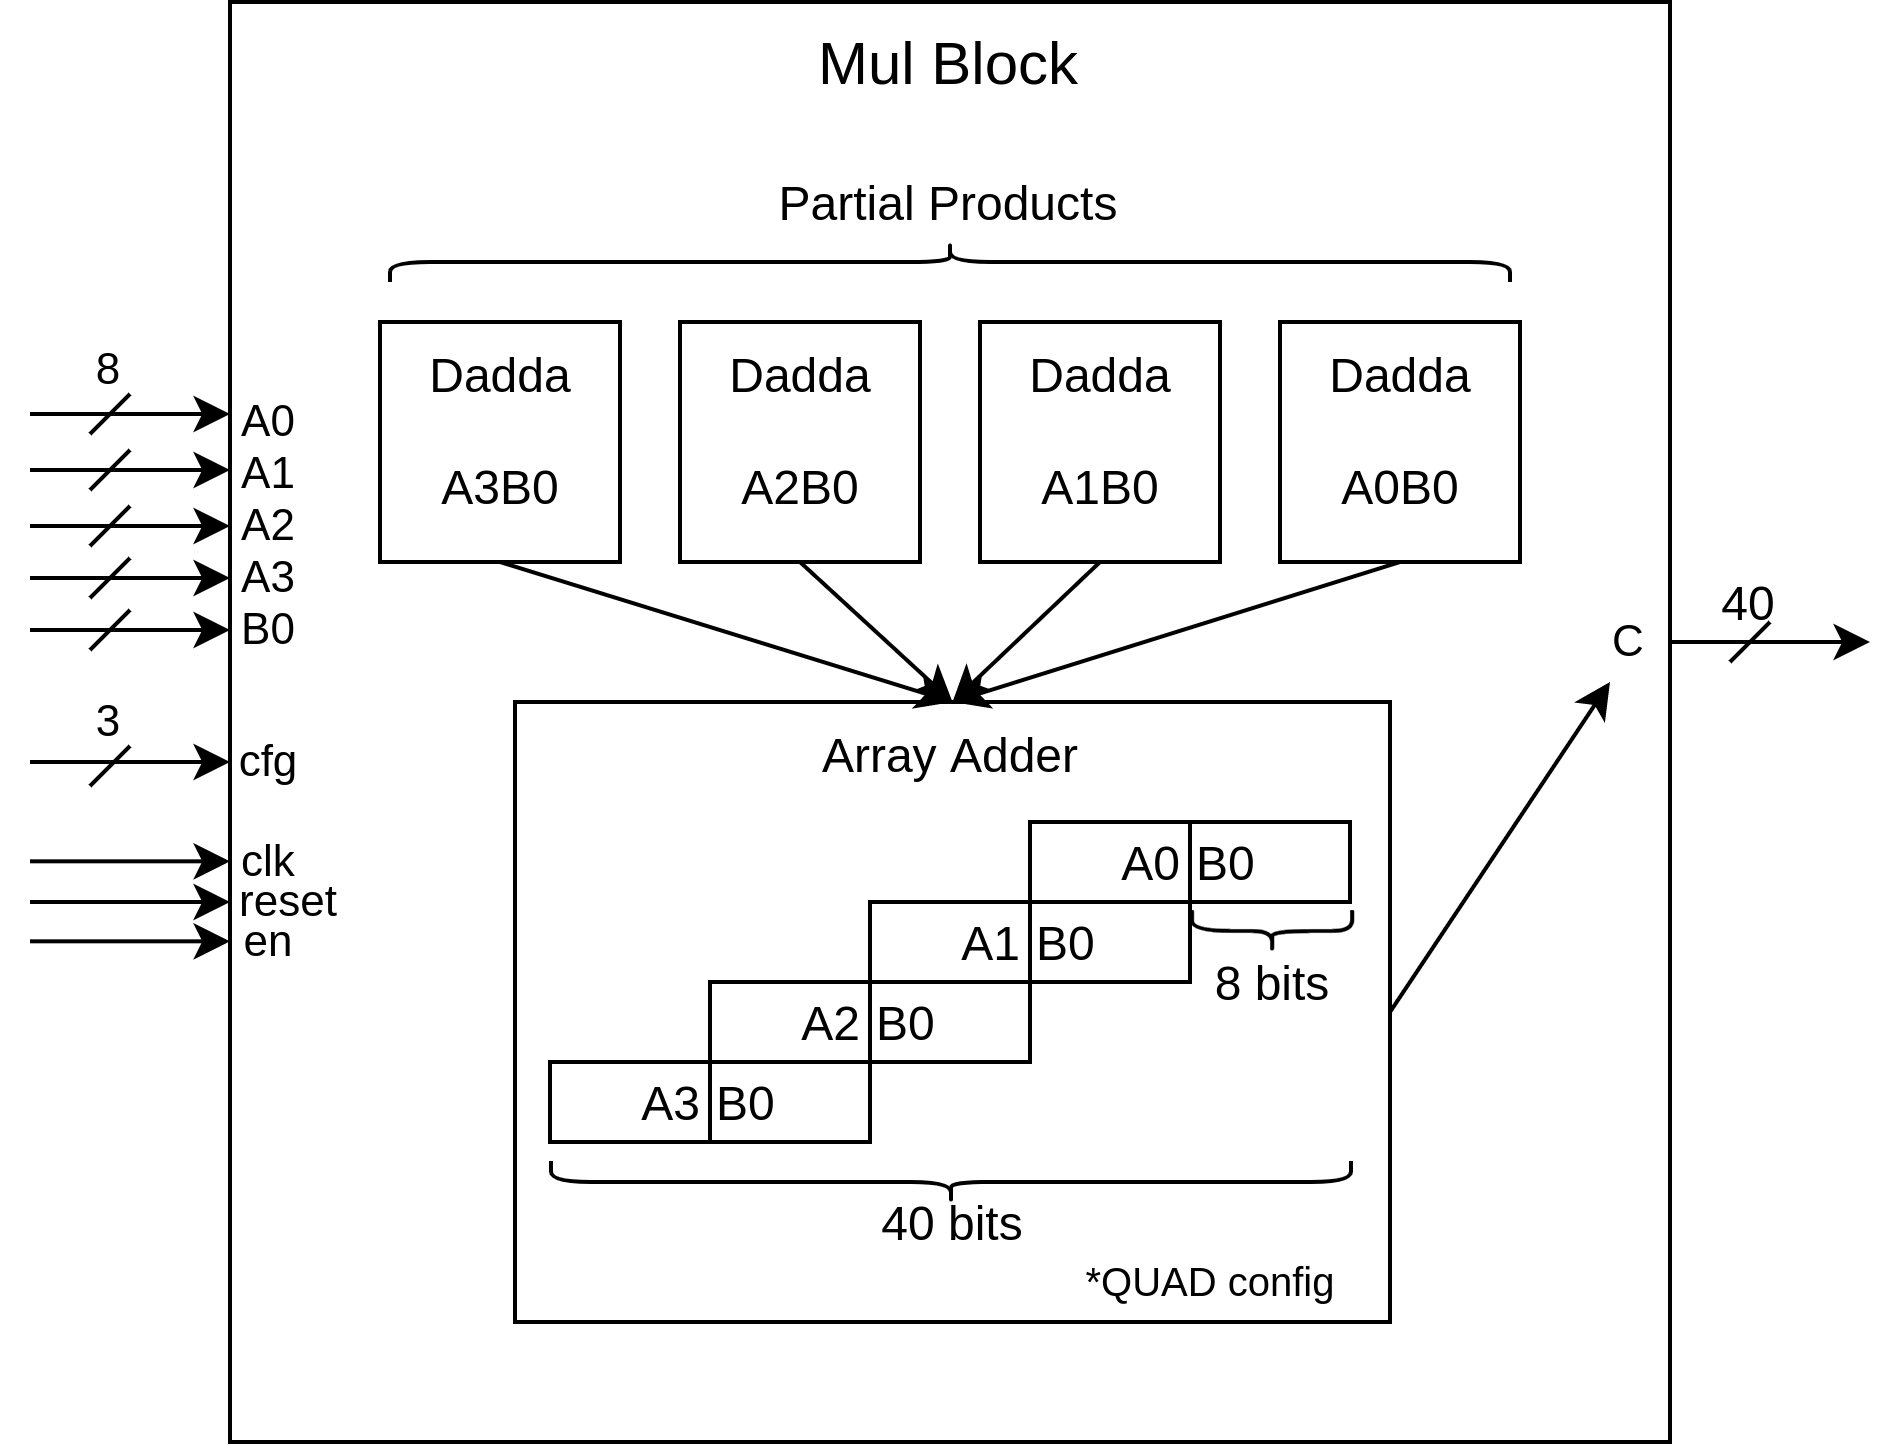 Mul Block
Partial Products
Dadda
A3B0
Dadda
A2B0
Dadda
A1B0
Dadda
A0B0
8
A0
A1
A2
A3
B0
3
cfg
clk
reset
en
C
40
Array Adder
A0 B0
A1 B0
8 bits
A2 B0
A3 B0
40 bits
*QUAD config